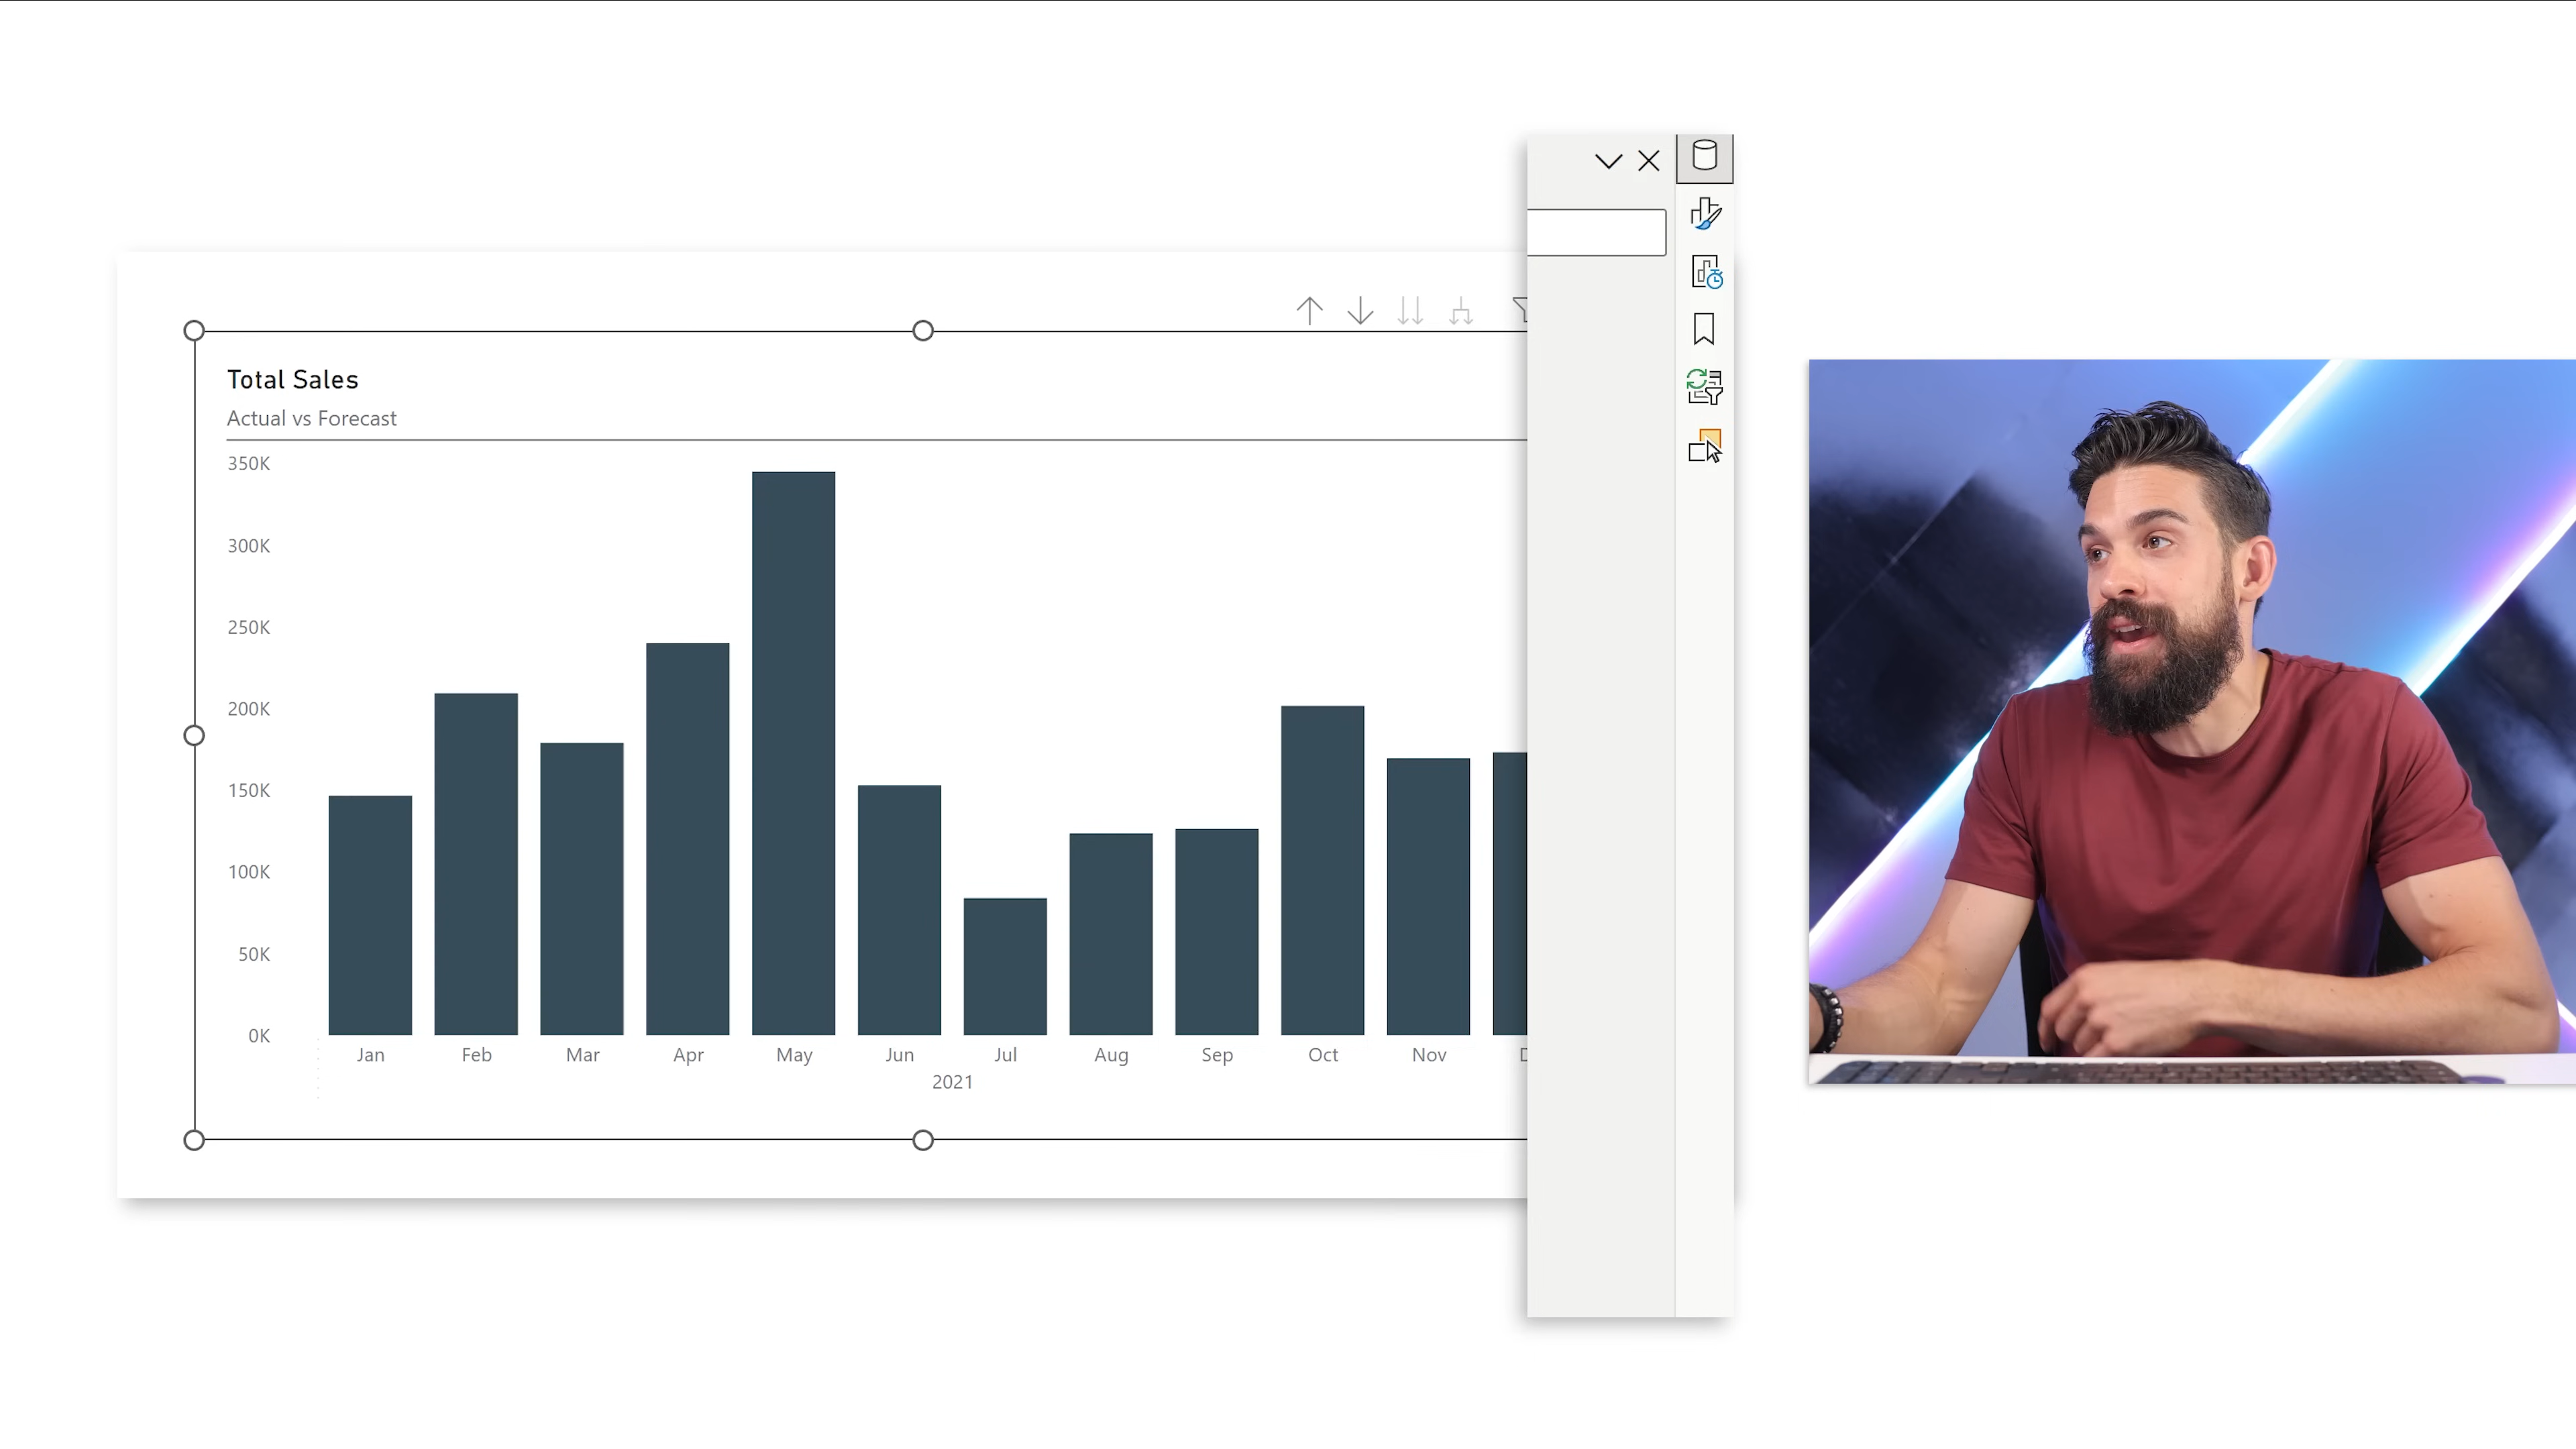 Total Sales
Actual vs Forecast
350K
300K
250K
200K
150K
100K
50K
0K
Jan Feb Mar Apr May Jun Jul Aug Sep Oct Nov
2021